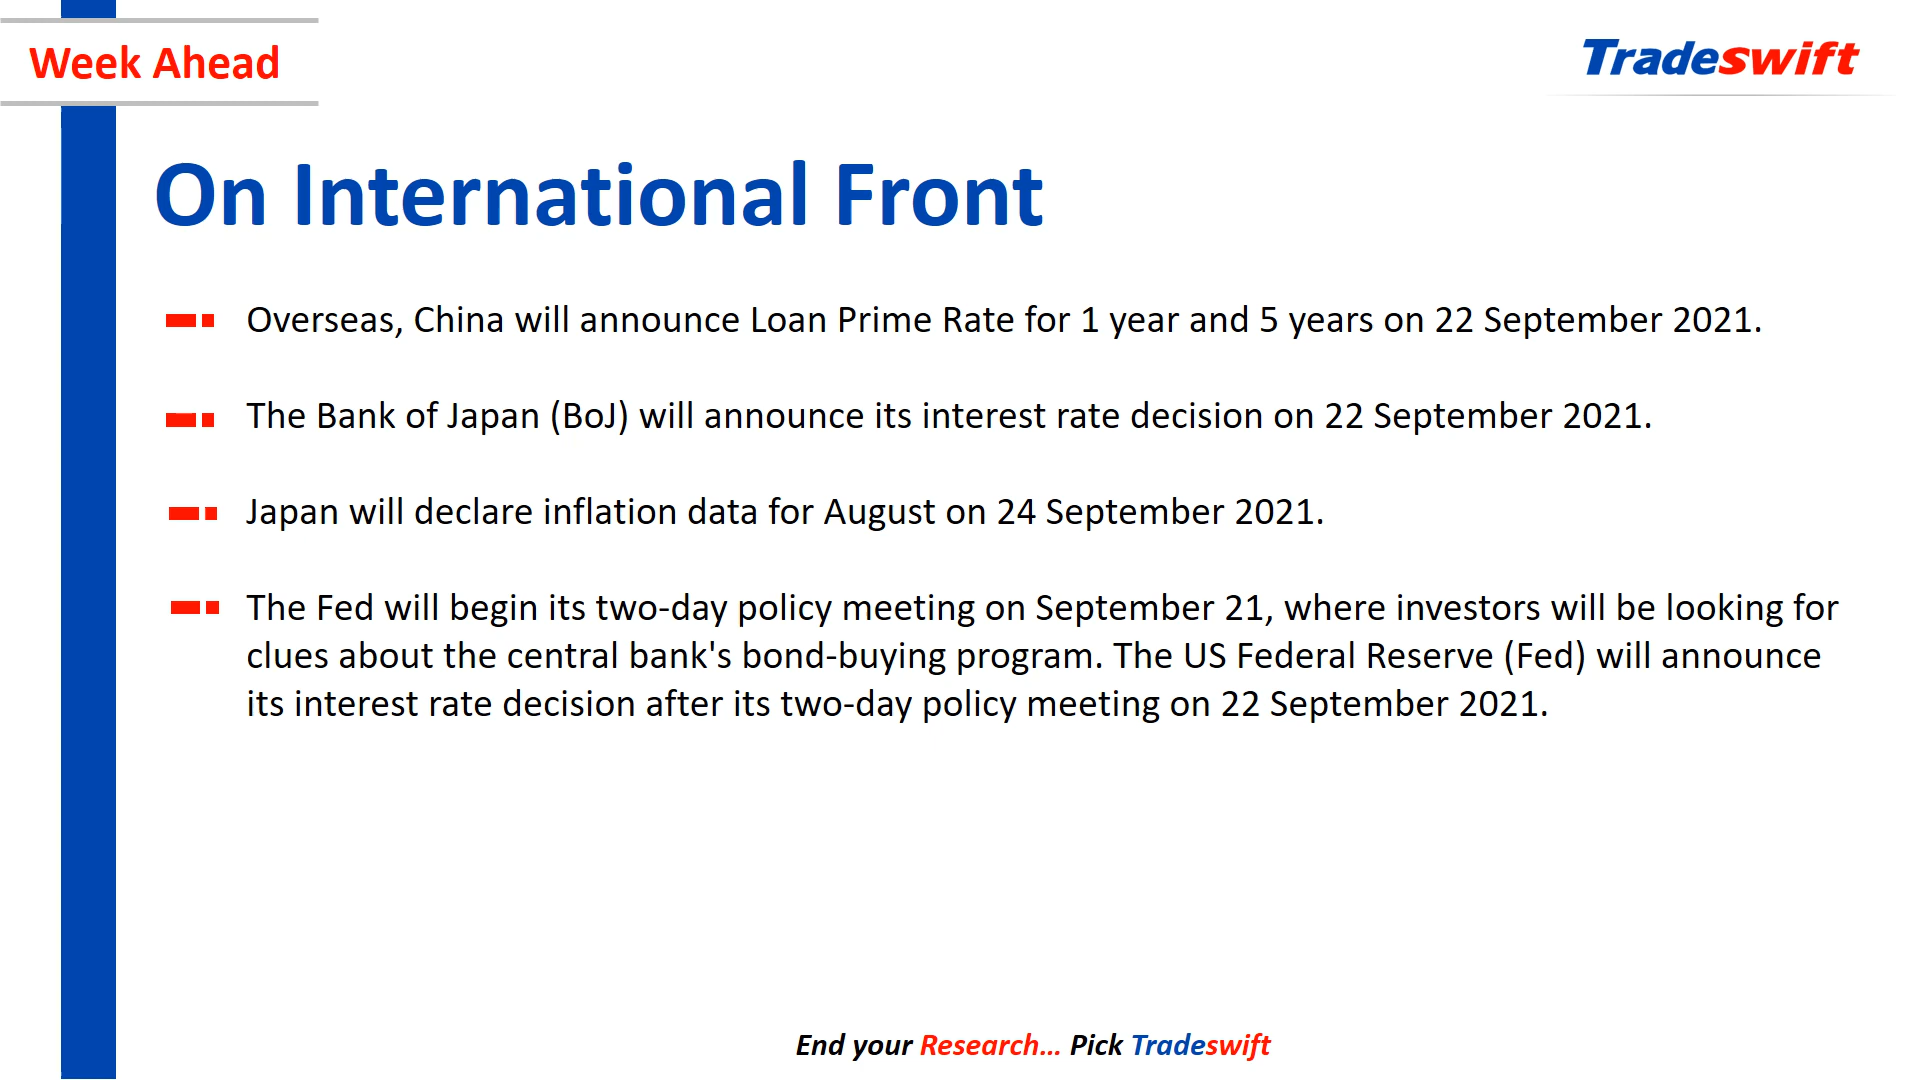 Week Ahead
Tradeswift
On International Front
Overseas, China will announce Loan Prime Rate for 1 year and 5 years on 22 September 2021.
The Bank of Japan (BoJ) will announce its interest rate decision on 22 September 2021.
Japan will declare inflation data for August on 24 September 2021.
The Fed will begin its two-day policy meeting on September 21, where investors will be looking for
clues about the central bank's bond-buying program. The US Federal Reserve (Fed) will announce
its interest rate decision after its two-day policy meeting on 22 September 2021.
End your Research... Pick Tradeswift